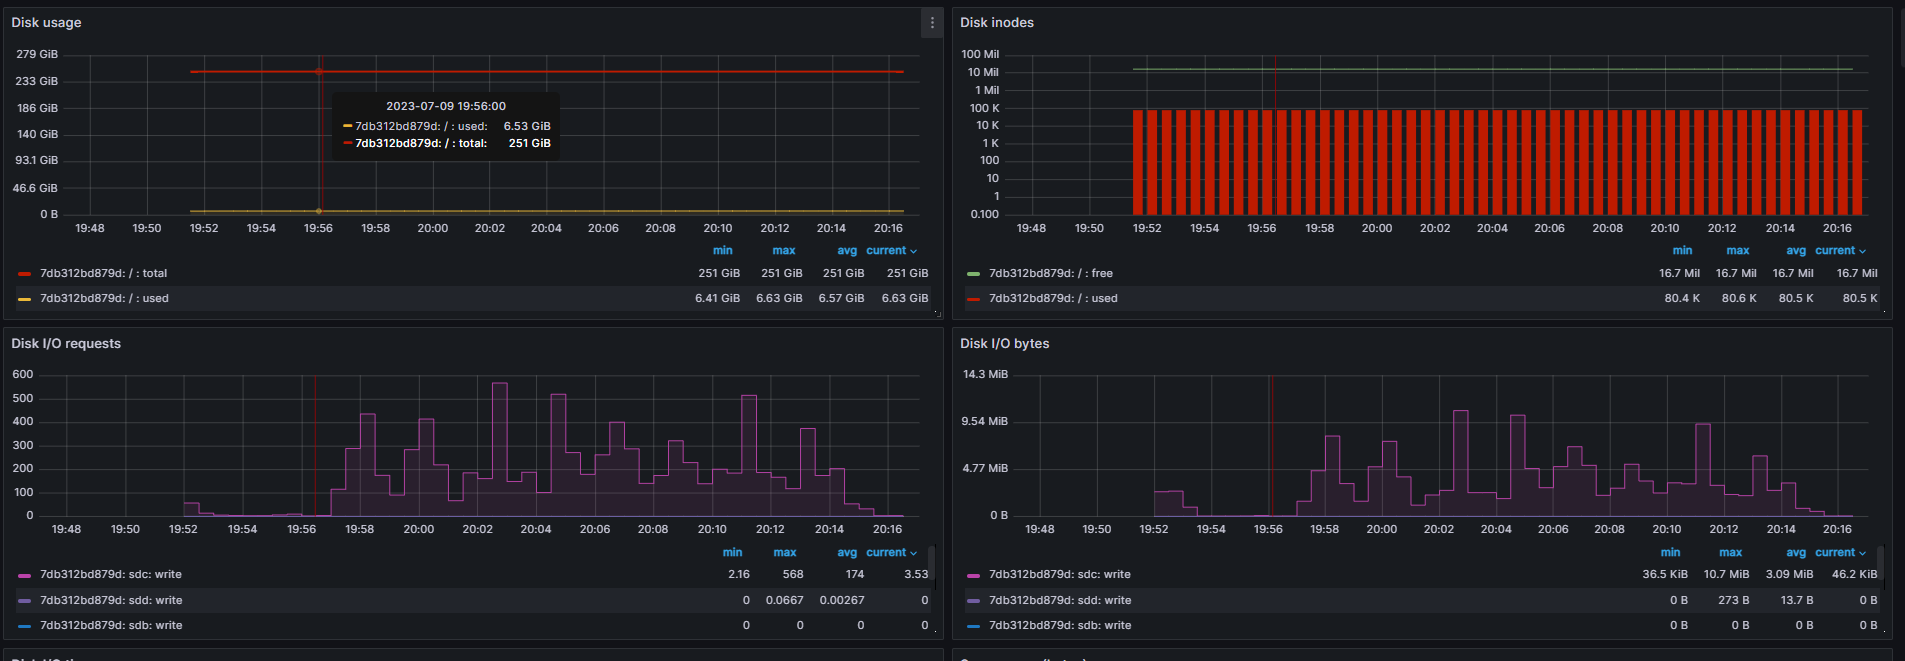 Disk usage
279 GiB
233 GiB
186 GiB
140 GiB
93.1 GiB
46.6 GiB
0 B
2023-07-09 19:56:00
7db312bd879d: / : used: 6.53 GiB
7db312bd879d: / : total: 251 GiB
19:48 19:50 19:52 19:54 19:56 19:58 20:00 20:02 20:04 20:06 20:08 20:10 20:12 20:14 20:16
min max avg current
7db312bd879d: / : total 251 GiB 251 GiB 251 GiB 251 GiB
7db312bd879d: / : used 6.41 GiB 6.63 GiB 6.57 GiB 6.63 GiB
Disk inodes
100 Mil
10 Mil
1 Mil
100 K
10 K
1 K
100
10
1
0.100
19:48 19:50 19:52 19:54 19:56 19:58 20:00 20:02 20:04 20:06 20:08 20:10 20:12 20:14 20:16
min max avg current
7db312bd879d: / : free 16.7 Mil 16.7 Mil 16.7 Mil 16.7 Mil
7db312bd879d: / : used 80.4 K 80.6 K 80.5 K 80.5 K
Disk I/O requests
600
500
400
300
200
100
0
19:48 19:50 19:52 19:54 19:56 19:58 20:00 20:02 20:04 20:06 20:08 20:10 20:12 20:14 20:16
min max avg current
7db312bd879d: sdc: write 2.16 568 174 3.53
7db312bd879d: sdd: write 0 0.0667 0.00267 0
7db312bd879d: sdb: write 0 0 0 0
Disk I/O bytes
14.3 MiB
9.54 MiB
4.77 MiB
0 B
19:48 19:50 19:52 19:54 19:56 19:58 20:00 20:02 20:04 20:06 20:08 20:10 20:12 20:14 20:16
min max avg current
7db312bd879d: sdc: write 36.5 KiB 10.7 MiB 3.09 MiB 46.2 KiB
7db312bd879d: sdd: write 0 B 273 B 13.7 B 0 B
7db312bd879d: sdb: write 0 B 0 B 0 B 0 B